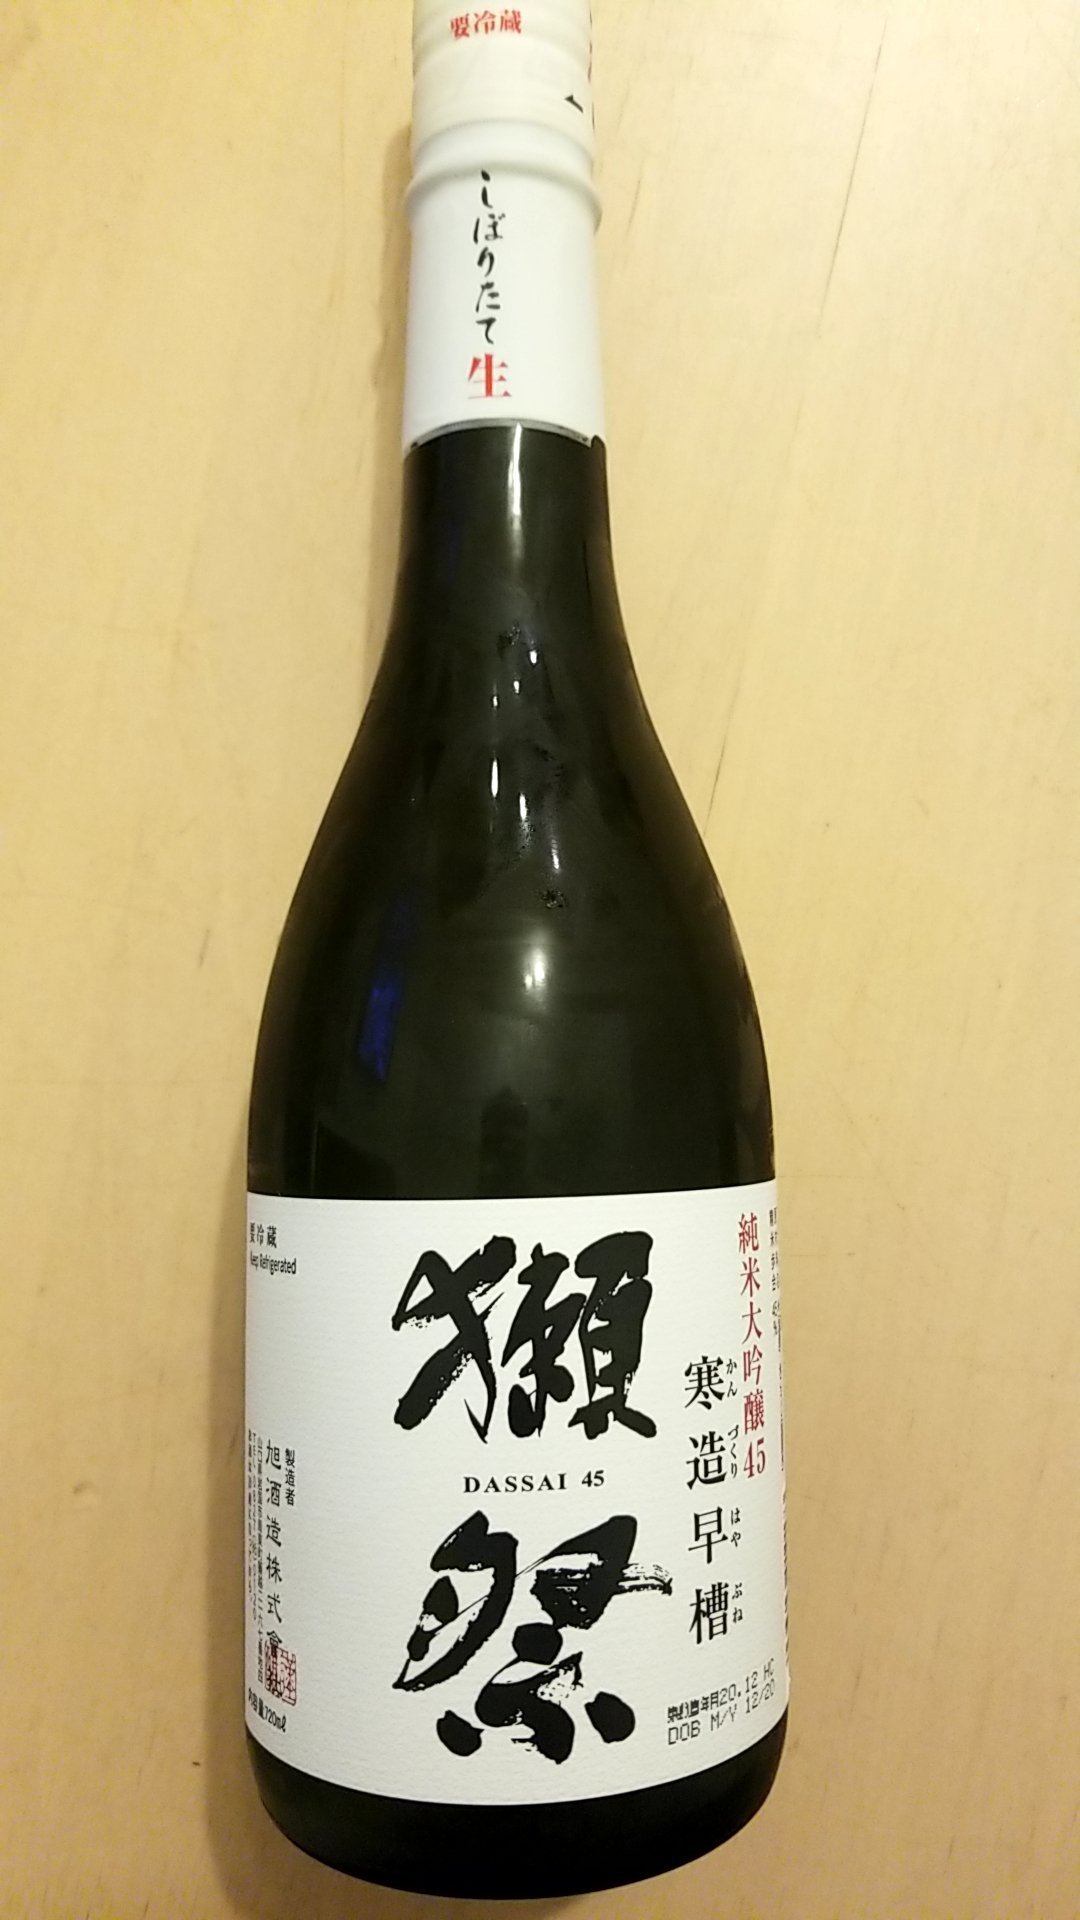 要冷蔵
しぼりたて
生
要冷蔵
Keep Refrigerated
獺
祭
DASSAI 45
純米大吟醸45
寒造早槽
かん づくり はや ぶね
製造者
旭酒造株式會
内容量720ml
製造年月20.12 HC
DOB M/Y 12/20